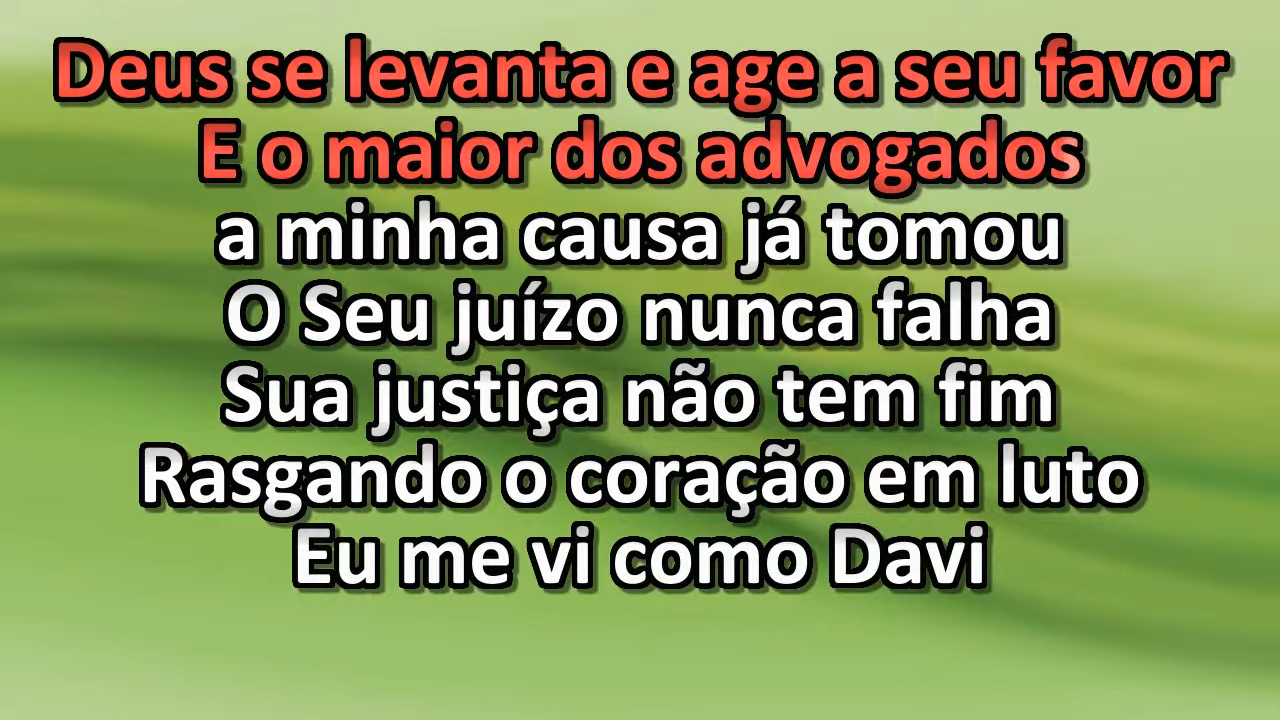 Deus se levanta e age a seu favor
E o maior dos advogados
a minha causa já tomou
O Seu juízo nunca falha
Sua justiça não tem fim
Rasgando o coração em luto
Eu me vi como Davi